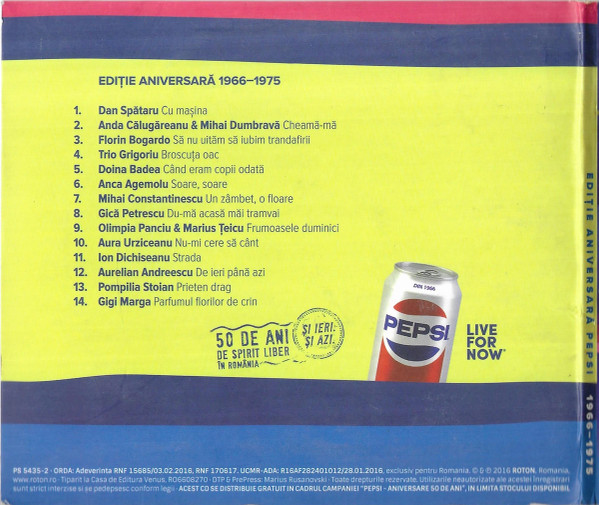 EDIȚIE ANIVERSARĂ 1966–1975
1. Dan Spătaru Cu mașina
2. Anda Călugăreanu & Mihai Dumbravă Cheamă-mă
3. Florin Bogardo Să nu uităm să iubim trandafirii
4. Trio Grigoriu Broscuța oac
5. Doina Badea Când eram copii odată
6. Anca Agemolu Soare, soare
7. Mihai Constantinescu Un zâmbet, o floare
8. Gică Petrescu Du-mă acasă măi tramvai
9. Olimpia Panciu & Marius Țeicu Frumoasele duminici
10. Aura Urziceanu Nu-mi cere să cânt
11. Ion Dichiseanu Strada
12. Aurelian Andreescu De ieri până azi
13. Pompilia Stoian Prieten drag
14. Gigi Marga Parfumul florilor de crin
50 DE ANI
DE SPIRIT LIBER
ÎN ROMÂNIA
ȘI IERI.
ȘI AZI.
DIN 1966
PEPSI
LIVE
FOR
NOW
PS 5435-2 · ORDA: Adeverinta RNF 15665/03.02.2016, RNF 170617. UCMR-ADA: R16AF282401012/28.01.2016, exclusiv pentru Romania. © & ℗ 2016 ROTON, Romania,
www.roton.ro · Tiparit la Casa de Editura Venus, RO6608270 · DTP & PrePress: Marius Rusanovski · Toate drepturile rezervate. Utilizarile neautorizate ale acestei înregistrari
sunt strict interzise si se pedepsesc conform legii · ACEST CD SE DISTRIBUIE GRATUIT IN CADRUL CAMPANIEI "PEPSI - ANIVERSARE 50 DE ANI", IN LIMITA STOCULUI DISPONIBIL
EDIȚIE ANIVERSARĂ PEPSI 1966–1975